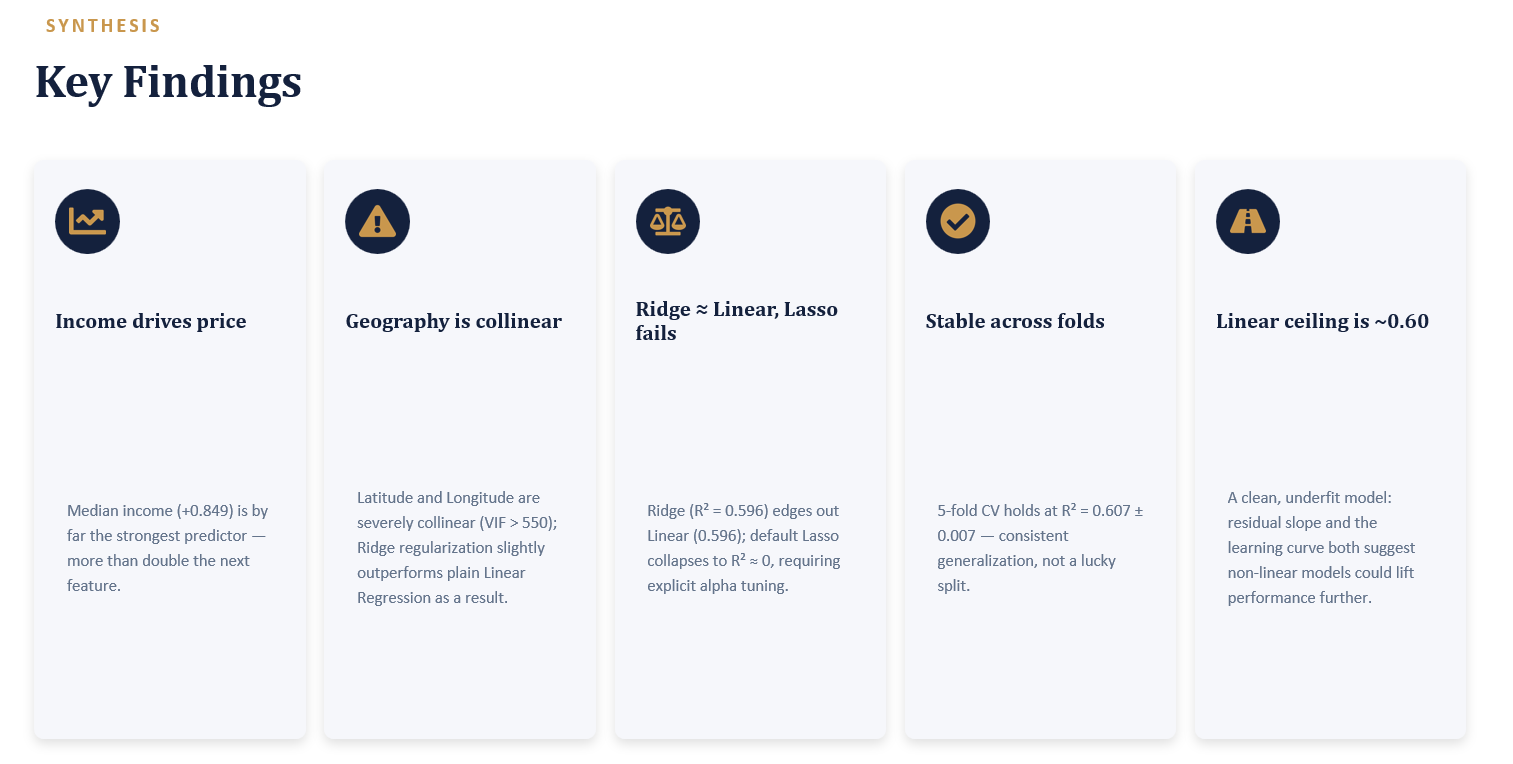 SYNTHESIS
Key Findings
Income drives price
Median income (+0.849) is by
far the strongest predictor —
more than double the next
feature.
Geography is collinear
Latitude and Longitude are
severely collinear (VIF > 550);
Ridge regularization slightly
outperforms plain Linear
Regression as a result.
Ridge ≈ Linear, Lasso
fails
Ridge (R² = 0.596) edges out
Linear (0.596); default Lasso
collapses to R² ≈ 0, requiring
explicit alpha tuning.
Stable across folds
5-fold CV holds at R² = 0.607 ±
0.007 — consistent
generalization, not a lucky
split.
Linear ceiling is ~0.60
A clean, underfit model:
residual slope and the
learning curve both suggest
non-linear models could lift
performance further.